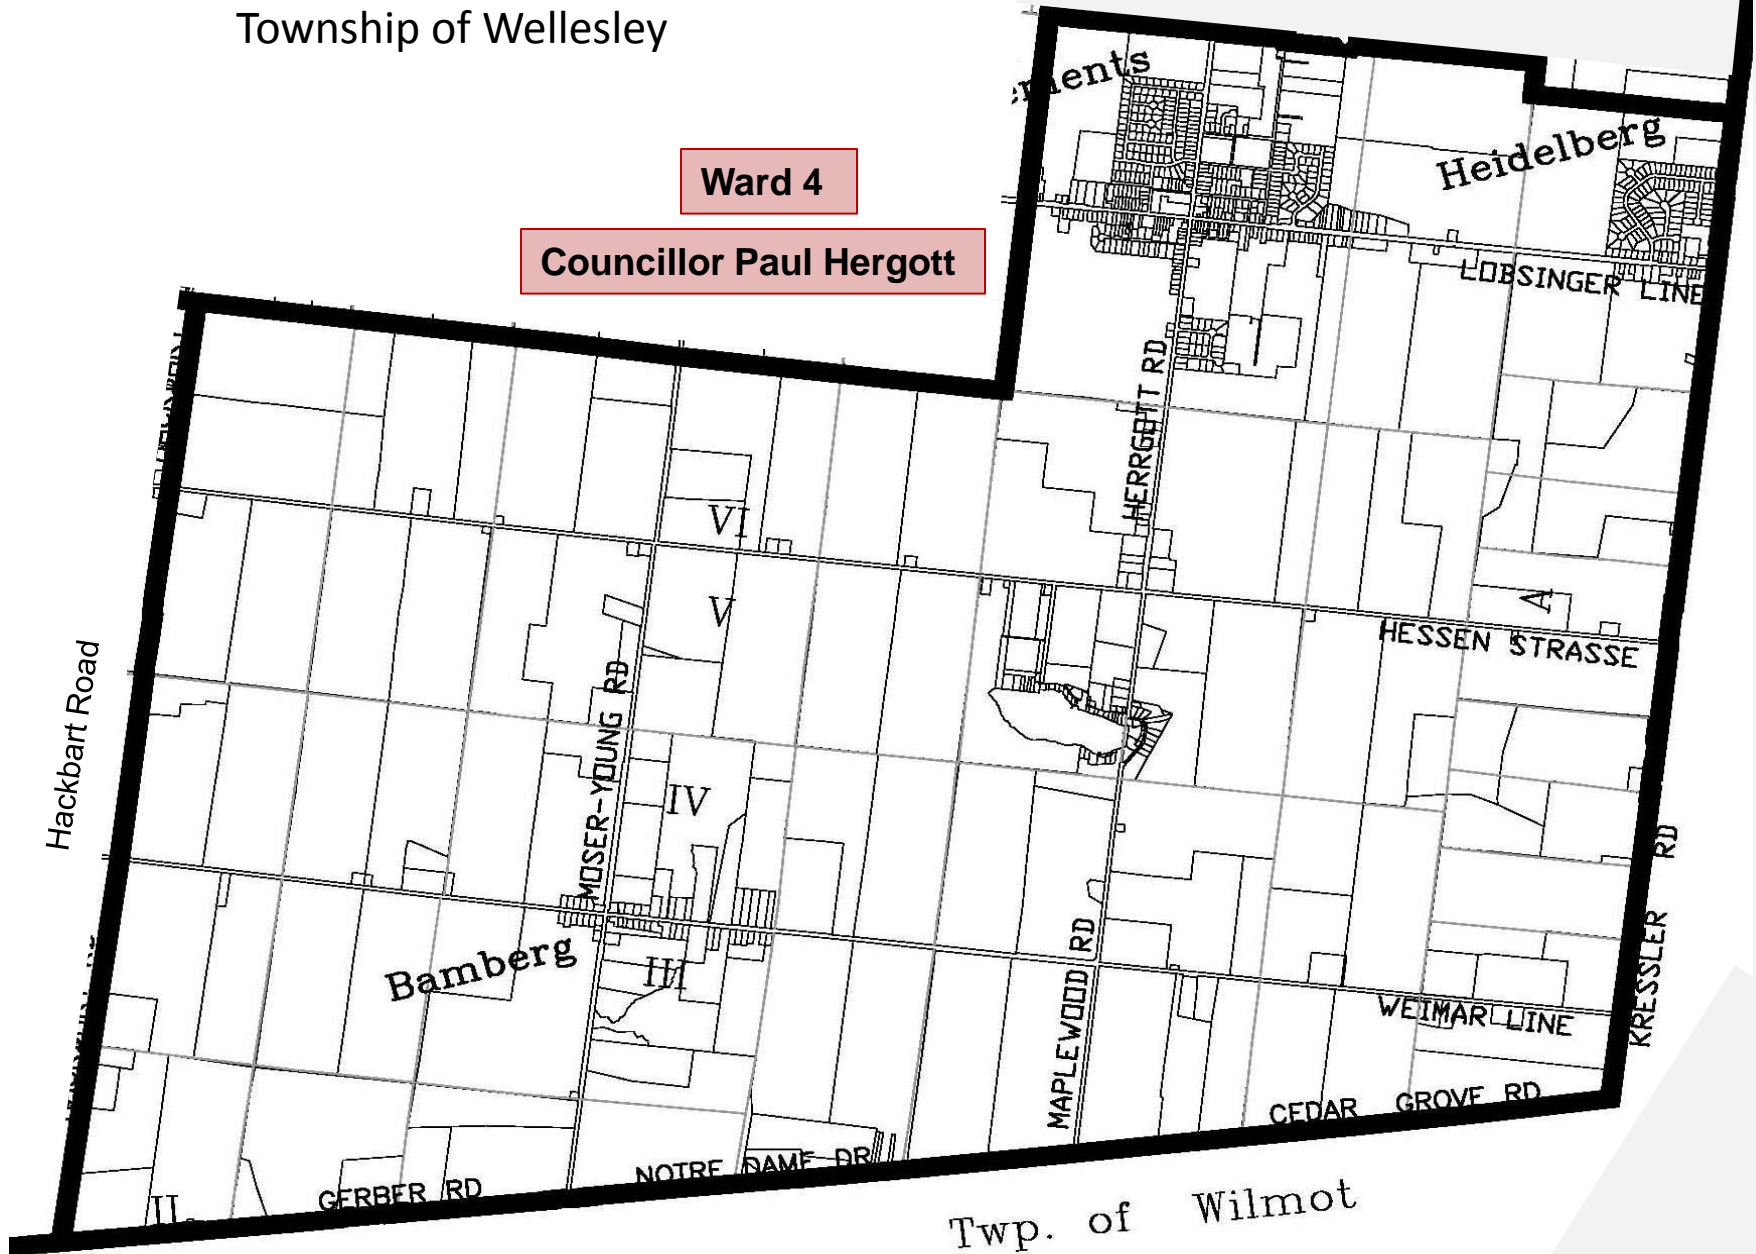 Township of Wellesley
ements
Heidelberg
Ward 4
Councillor Paul Hergott
LOBSINGER LINE
HERRGOTT RD
VI
V
A
HESSEN STRASSE
Hackbart Road
MOSER-YOUNG RD
IV
KRESSLER RD
Bamberg
III
MAPLEWOOD RD
WEIMAR LINE
CEDAR GROVE RD
NOTRE DAME DR
GERBER RD
II
Twp. of Wilmot